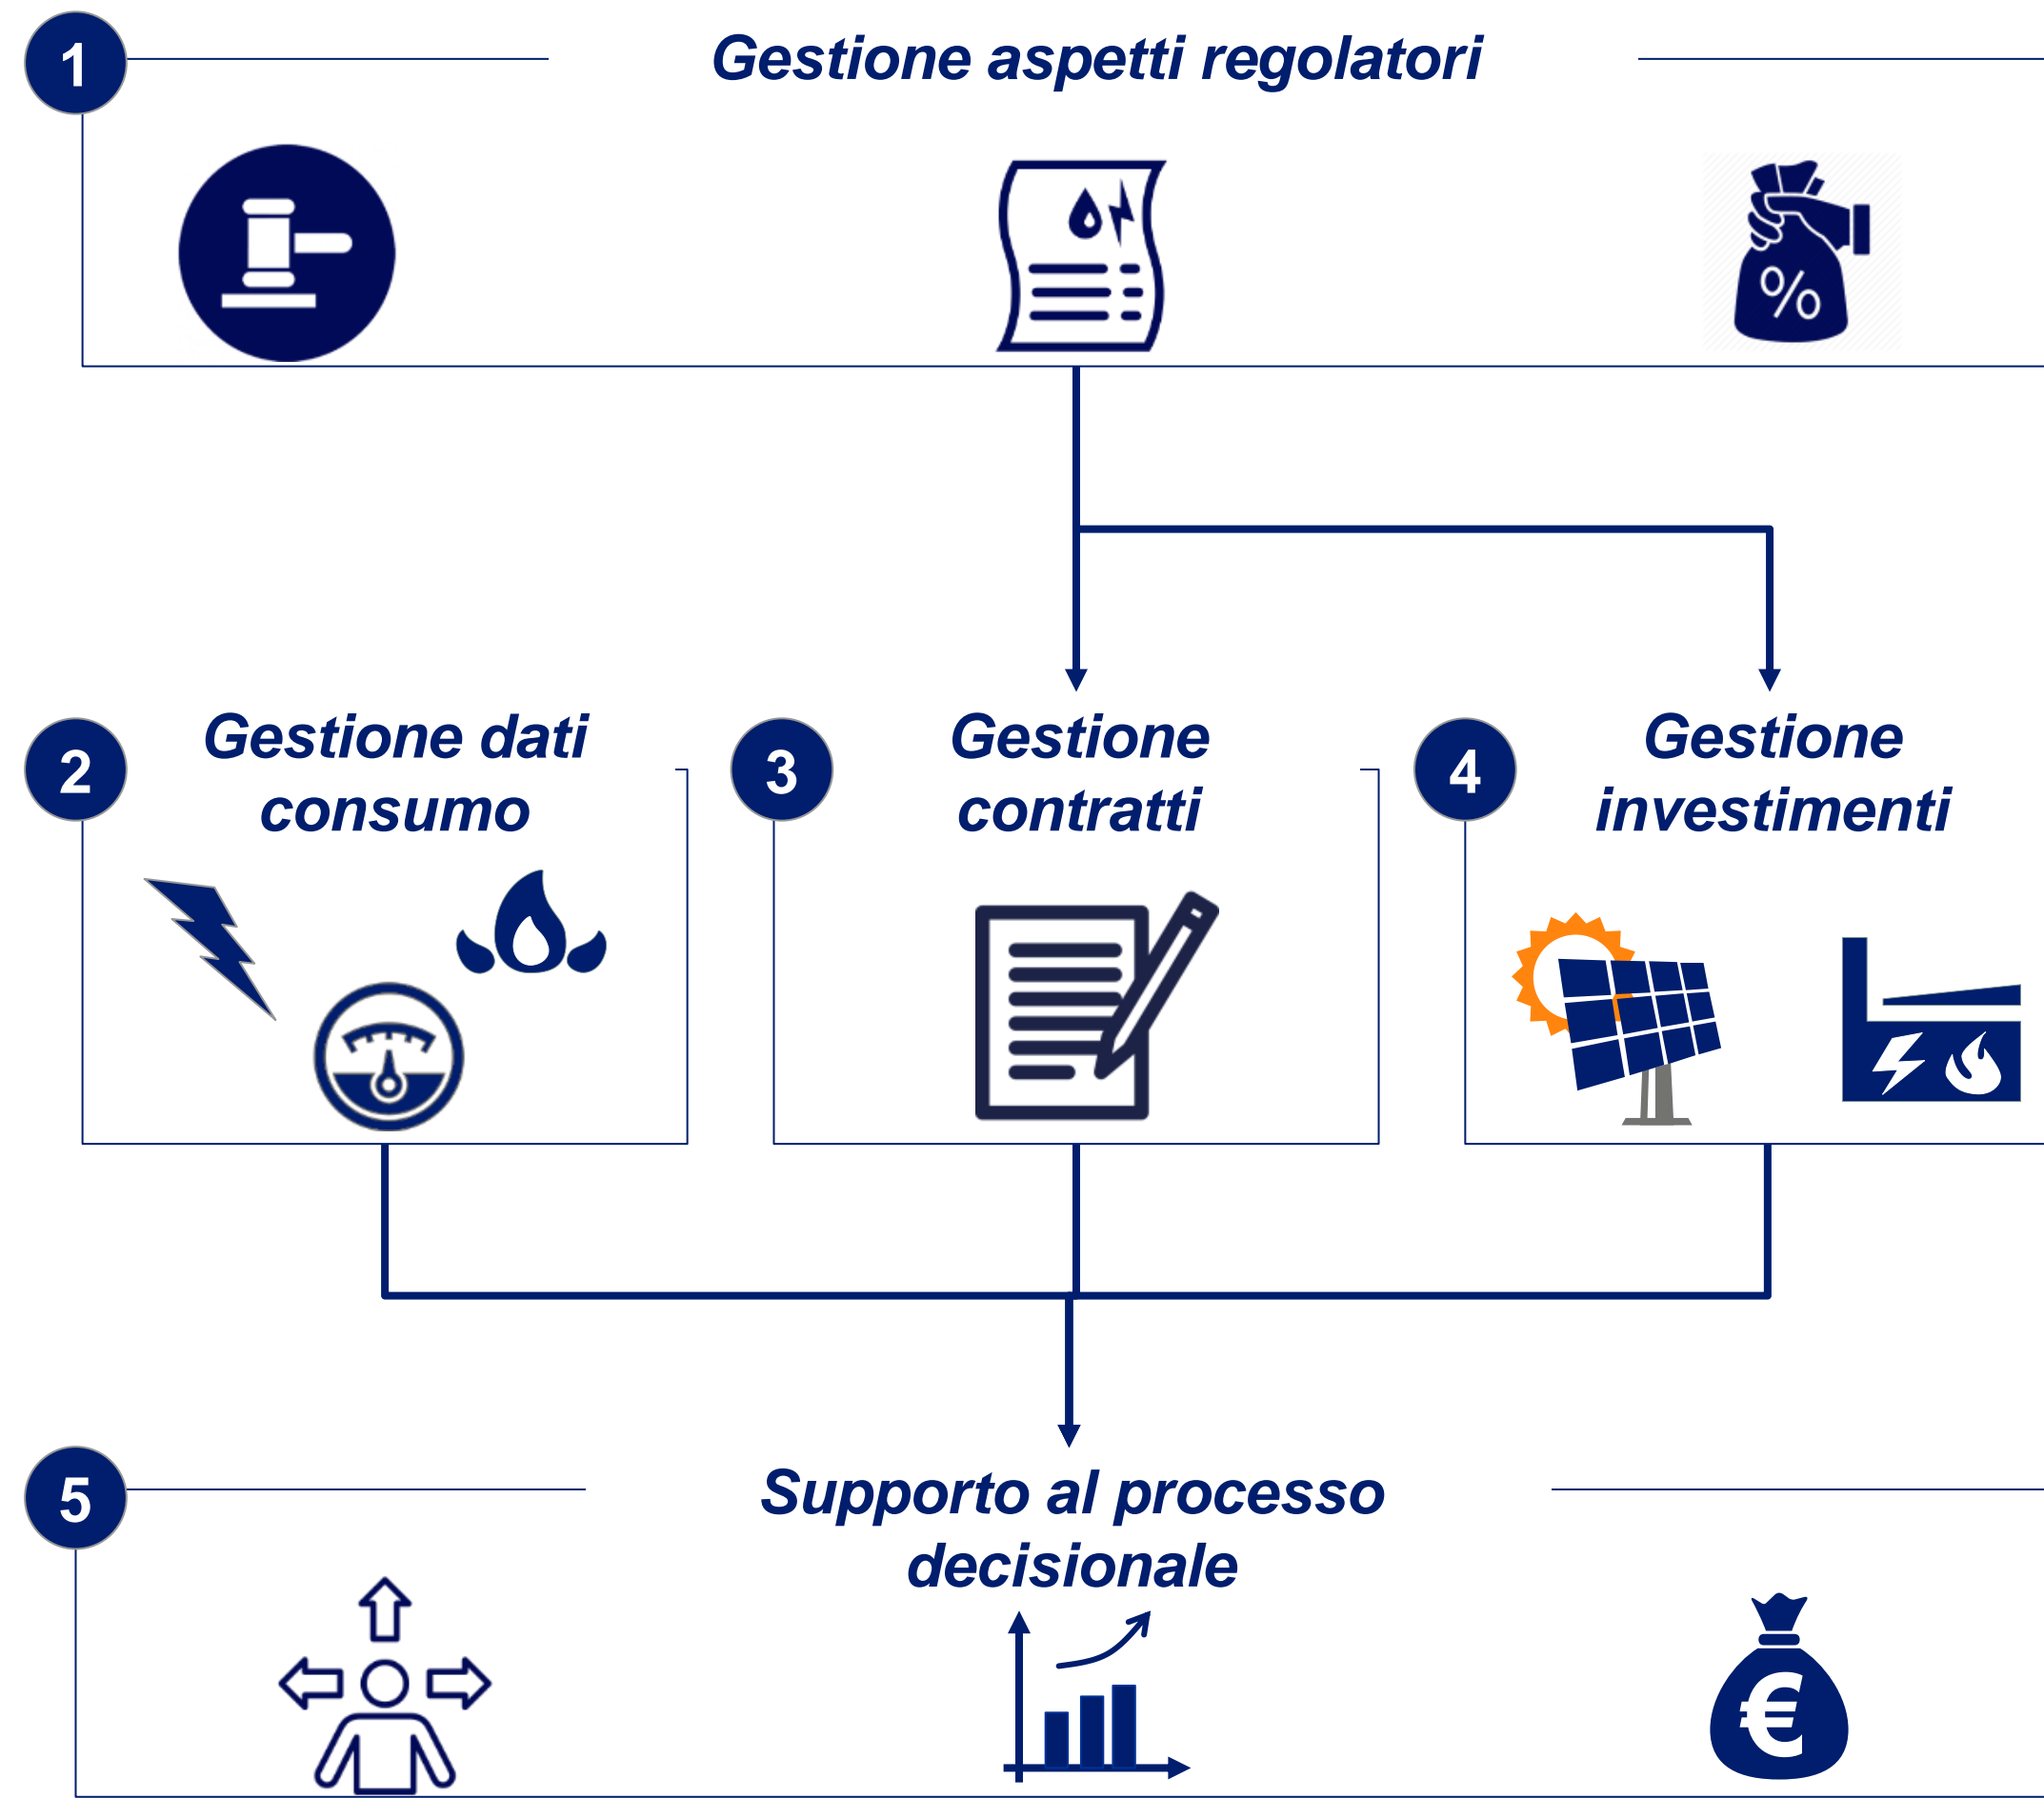 1
Gestione aspetti regolatori
%
2
Gestione dati
consumo
3
Gestione
contratti
4
Gestione
investimenti
5
Supporto al processo
decisionale
€